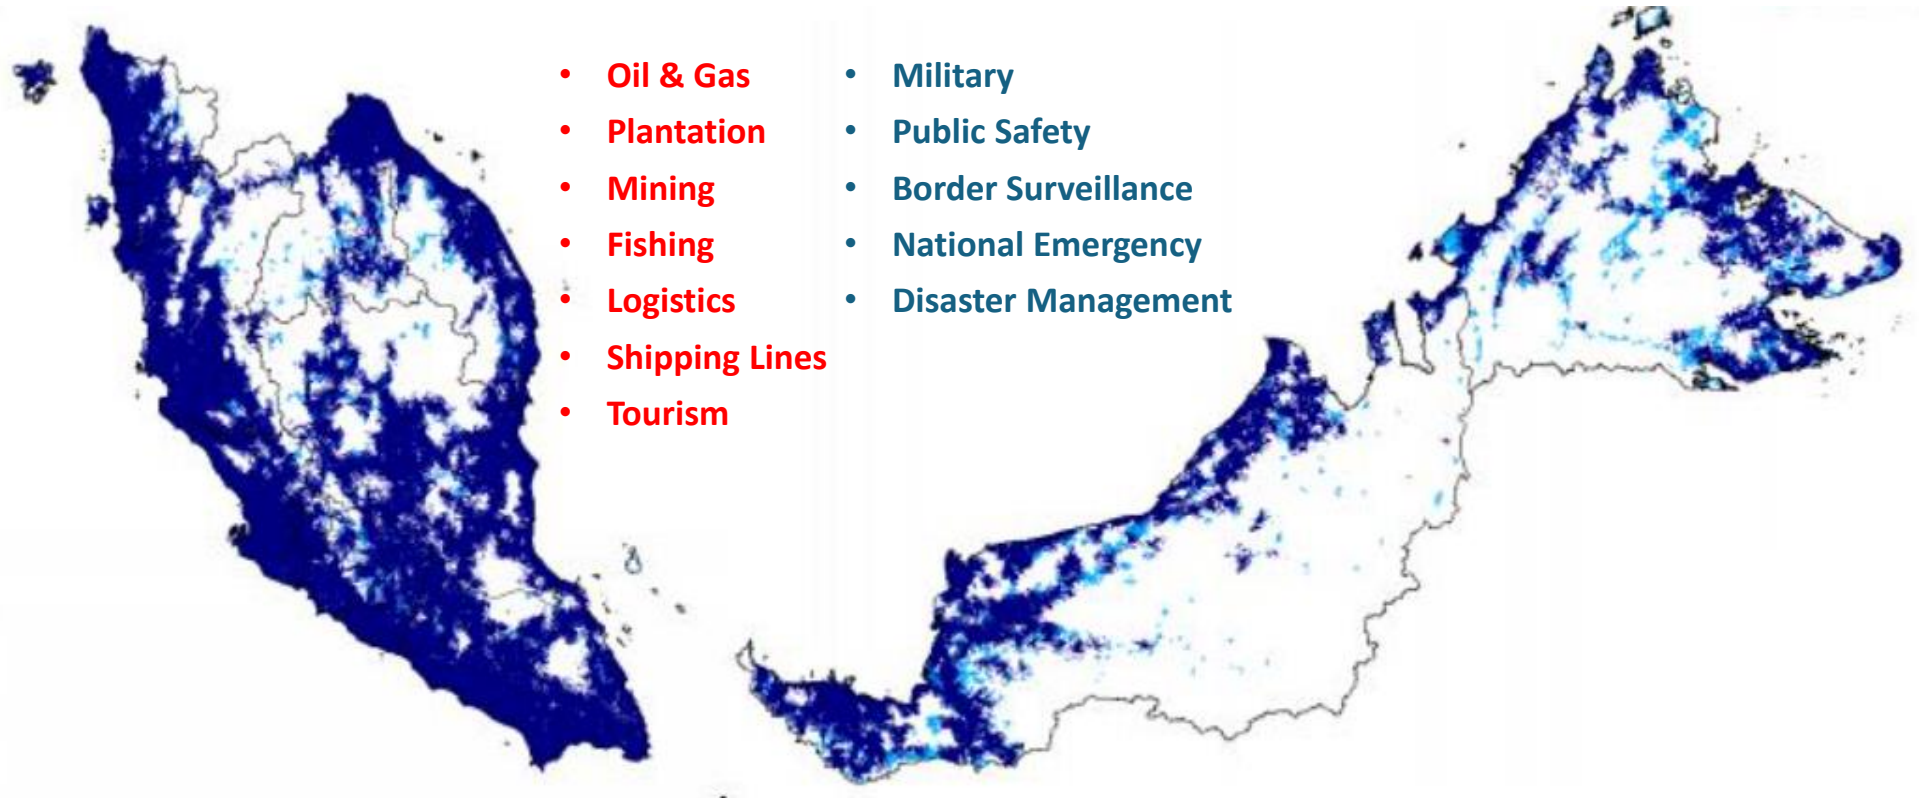 • Oil & Gas
• Plantation
• Mining
• Fishing
• Logistics
• Shipping Lines
• Tourism
• Military
• Public Safety
• Border Surveillance
• National Emergency
• Disaster Management